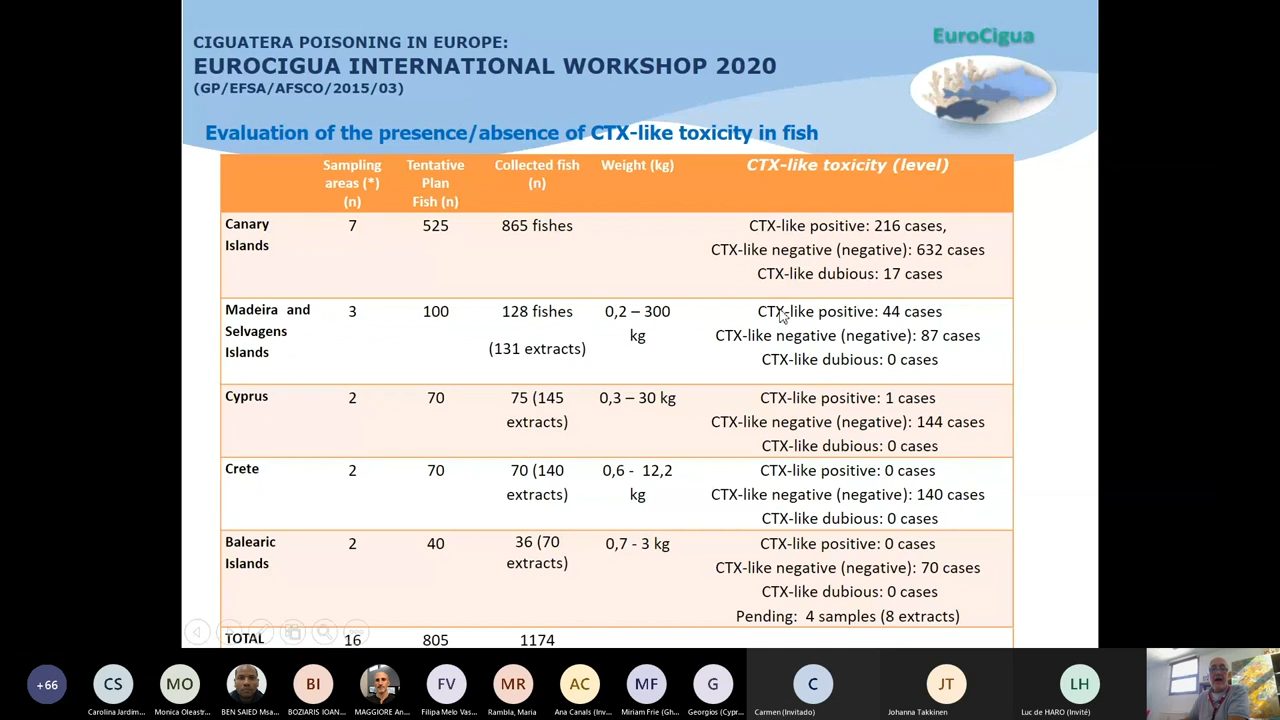 CIGUATERA POISONING IN EUROPE:
EUROCIGUA INTERNATIONAL WORKSHOP 2020
(GP/EFSA/AFSCO/2015/03)
EuroCigua
Evaluation of the presence/absence of CTX-like toxicity in fish
Sampling areas (*) (n)
Tentative Plan Fish (n)
Collected fish (n)
Weight (kg)
CTX-like toxicity (level)
Canary Islands
7
525
865 fishes
CTX-like positive: 216 cases,
CTX-like negative (negative): 632 cases
CTX-like dubious: 17 cases
Madeira and Selvagens Islands
3
100
128 fishes
(131 extracts)
0,2 – 300 kg
CTX-like positive: 44 cases
CTX-like negative (negative): 87 cases
CTX-like dubious: 0 cases
Cyprus
2
70
75 (145 extracts)
0,3 – 30 kg
CTX-like positive: 1 cases
CTX-like negative (negative): 144 cases
CTX-like dubious: 0 cases
Crete
2
70
70 (140 extracts)
0,6 - 12,2 kg
CTX-like positive: 0 cases
CTX-like negative (negative): 140 cases
CTX-like dubious: 0 cases
Balearic Islands
2
40
36 (70 extracts)
0,7 - 3 kg
CTX-like positive: 0 cases
CTX-like negative (negative): 70 cases
CTX-like dubious: 0 cases
Pending: 4 samples (8 extracts)
TOTAL
16
805
1174
+66
CS
MO
BI
FV
MR
AC
MF
G
C
JT
LH
Carolina Jardim...
Monica Oleastr...
BEN SAIED Msa...
BOZIARIS IOAN...
MAGGIORE An...
Filipa Melo Vas...
Rambla, Maria
Ana Canals (Inv...
Miriam Frie (Gh...
Georgios (Cypr...
Carmen (Invitado)
Johanna Takkinen
Luc de HARO (Invité)